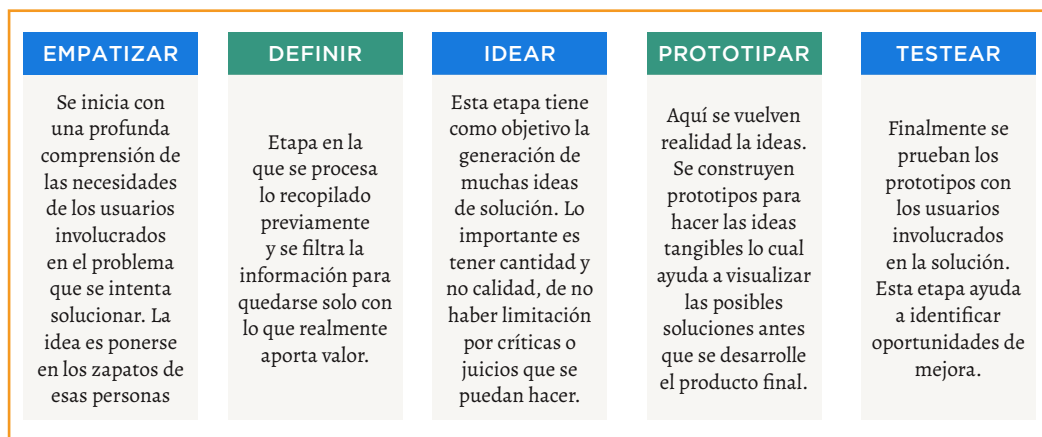 EMPATIZAR
Se inicia con
una profunda
comprensión de
las necesidades
de los usuarios
involucrados
en el problema
que se intenta
solucionar. La
idea es ponerse
en los zapatos de
esas personas
DEFINIR
Etapa en la
que se procesa
lo recopilado
previamente
y se filtra la
información para
quedarse solo con
lo que realmente
aporta valor.
IDEAR
Esta etapa tiene
como objetivo la
generación de
muchas ideas
de solución. Lo
importante es
tener cantidad y
no calidad, de no
haber limitación
por críticas o
juicios que se
puedan hacer.
PROTOTIPAR
Aquí se vuelven
realidad la ideas.
Se construyen
prototipos para
hacer las ideas
tangibles lo cual
ayuda a visualizar
las posibles
soluciones antes
que se desarrolle
el producto final.
TESTEAR
Finalmente se
prueban los
prototipos con
los usuarios
involucrados
en la solución.
Esta etapa ayuda
a identificar
oportunidades de
mejora.